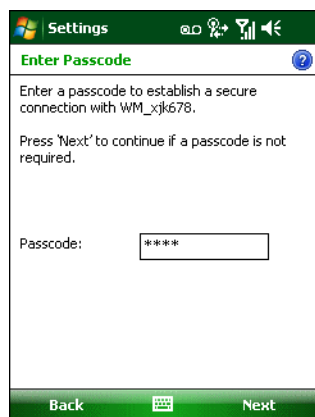 Settings
Enter Passcode
?
Enter a passcode to establish a secure
connection with WM_xjk678.
Press 'Next' to continue if a passcode is not
required.
Passcode: ****
Back Next